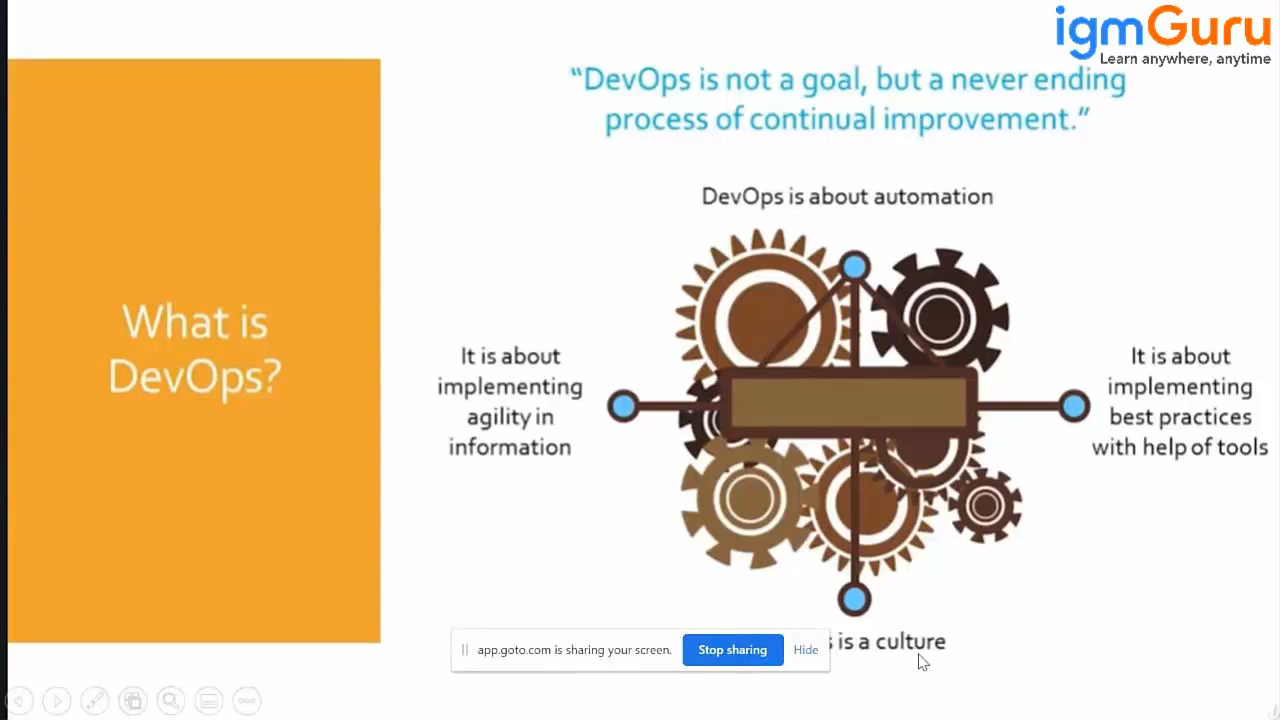 igmGuru
Learn anywhere, anytime
“DevOps is not a goal, but a never ending
process of continual improvement.”
DevOps is about automation
What is
DevOps?
It is about
implementing
agility in
information
It is about
implementing
best practices
with help of tools
is a culture
app.goto.com is sharing your screen.
Stop sharing
Hide